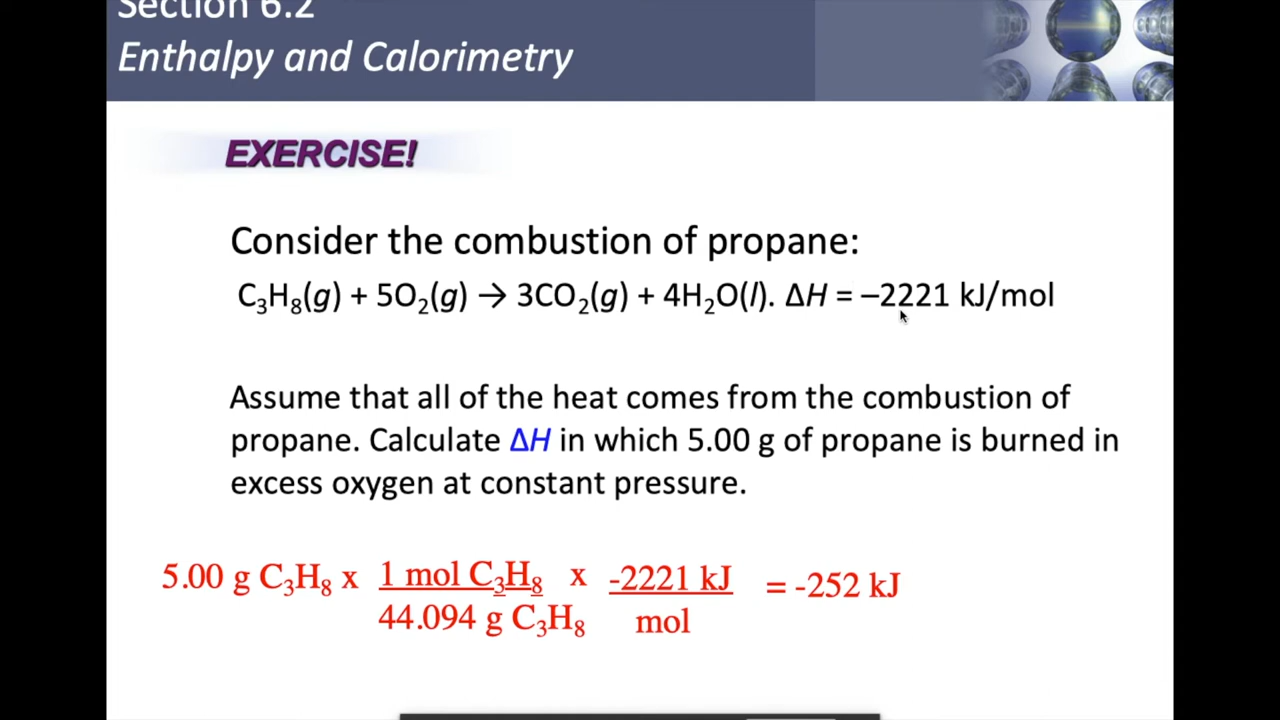 Section 6.2
Enthalpy and Calorimetry
EXERCISE!
Consider the combustion of propane:
C₃H₈(g) + 5O₂(g) → 3CO₂(g) + 4H₂O(l). ΔH = –2221 kJ/mol
Assume that all of the heat comes from the combustion of
propane. Calculate ΔH in which 5.00 g of propane is burned in
excess oxygen at constant pressure.
5.00 g C₃H₈ x 1 mol C₃H₈ x -2221 kJ = -252 kJ
44.094 g C₃H₈ mol